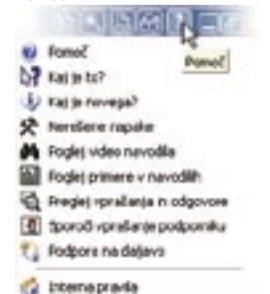 Pomoč
Pomoč
Kaj je to?
Kaj je novega?
Nerešene napake
Poglej video navodila
Poglej primere v navodilih
Preglej vprašanja in odgovore
Sporoči vprašanje podporniku
Podpora na daljavo
Interna pravila